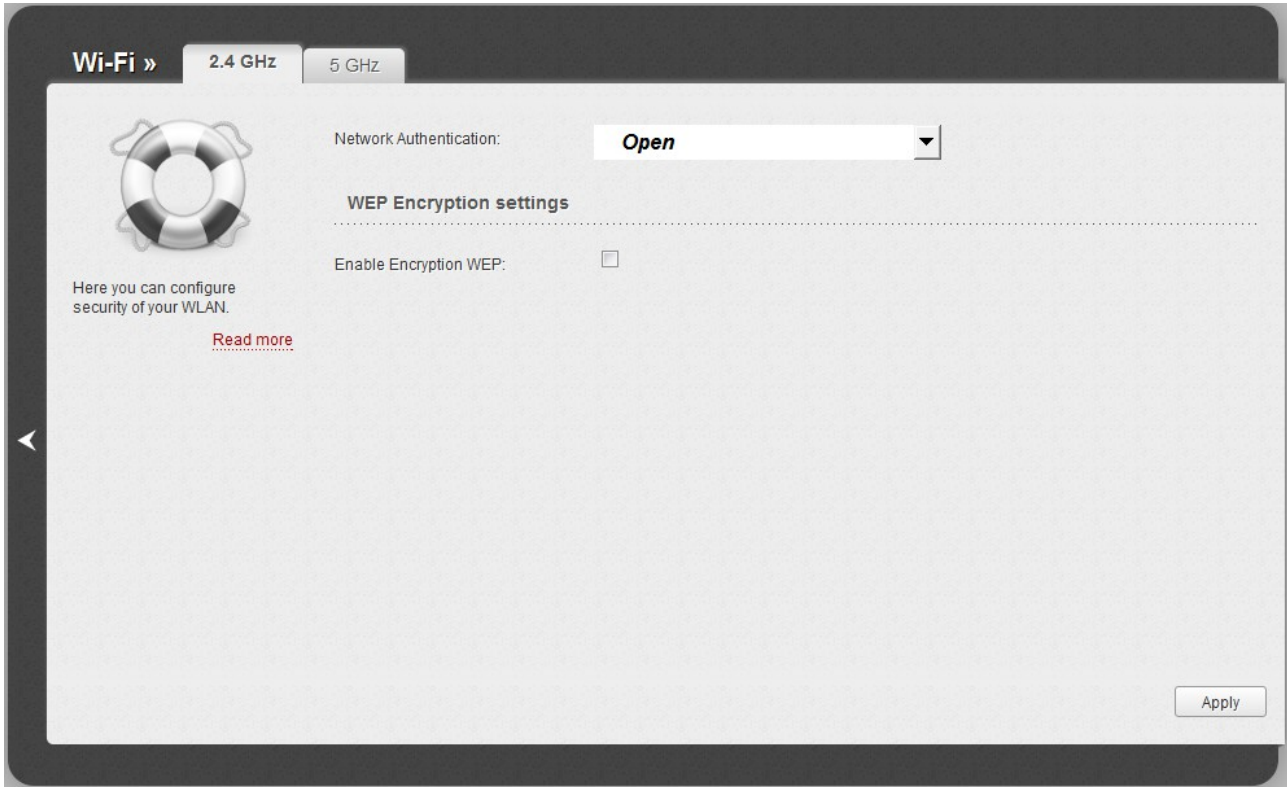 Wi-Fi »
2.4 GHz
5 GHz
Here you can configure
security of your WLAN.
Read more
Network Authentication:
Open
WEP Encryption settings
Enable Encryption WEP:
Apply